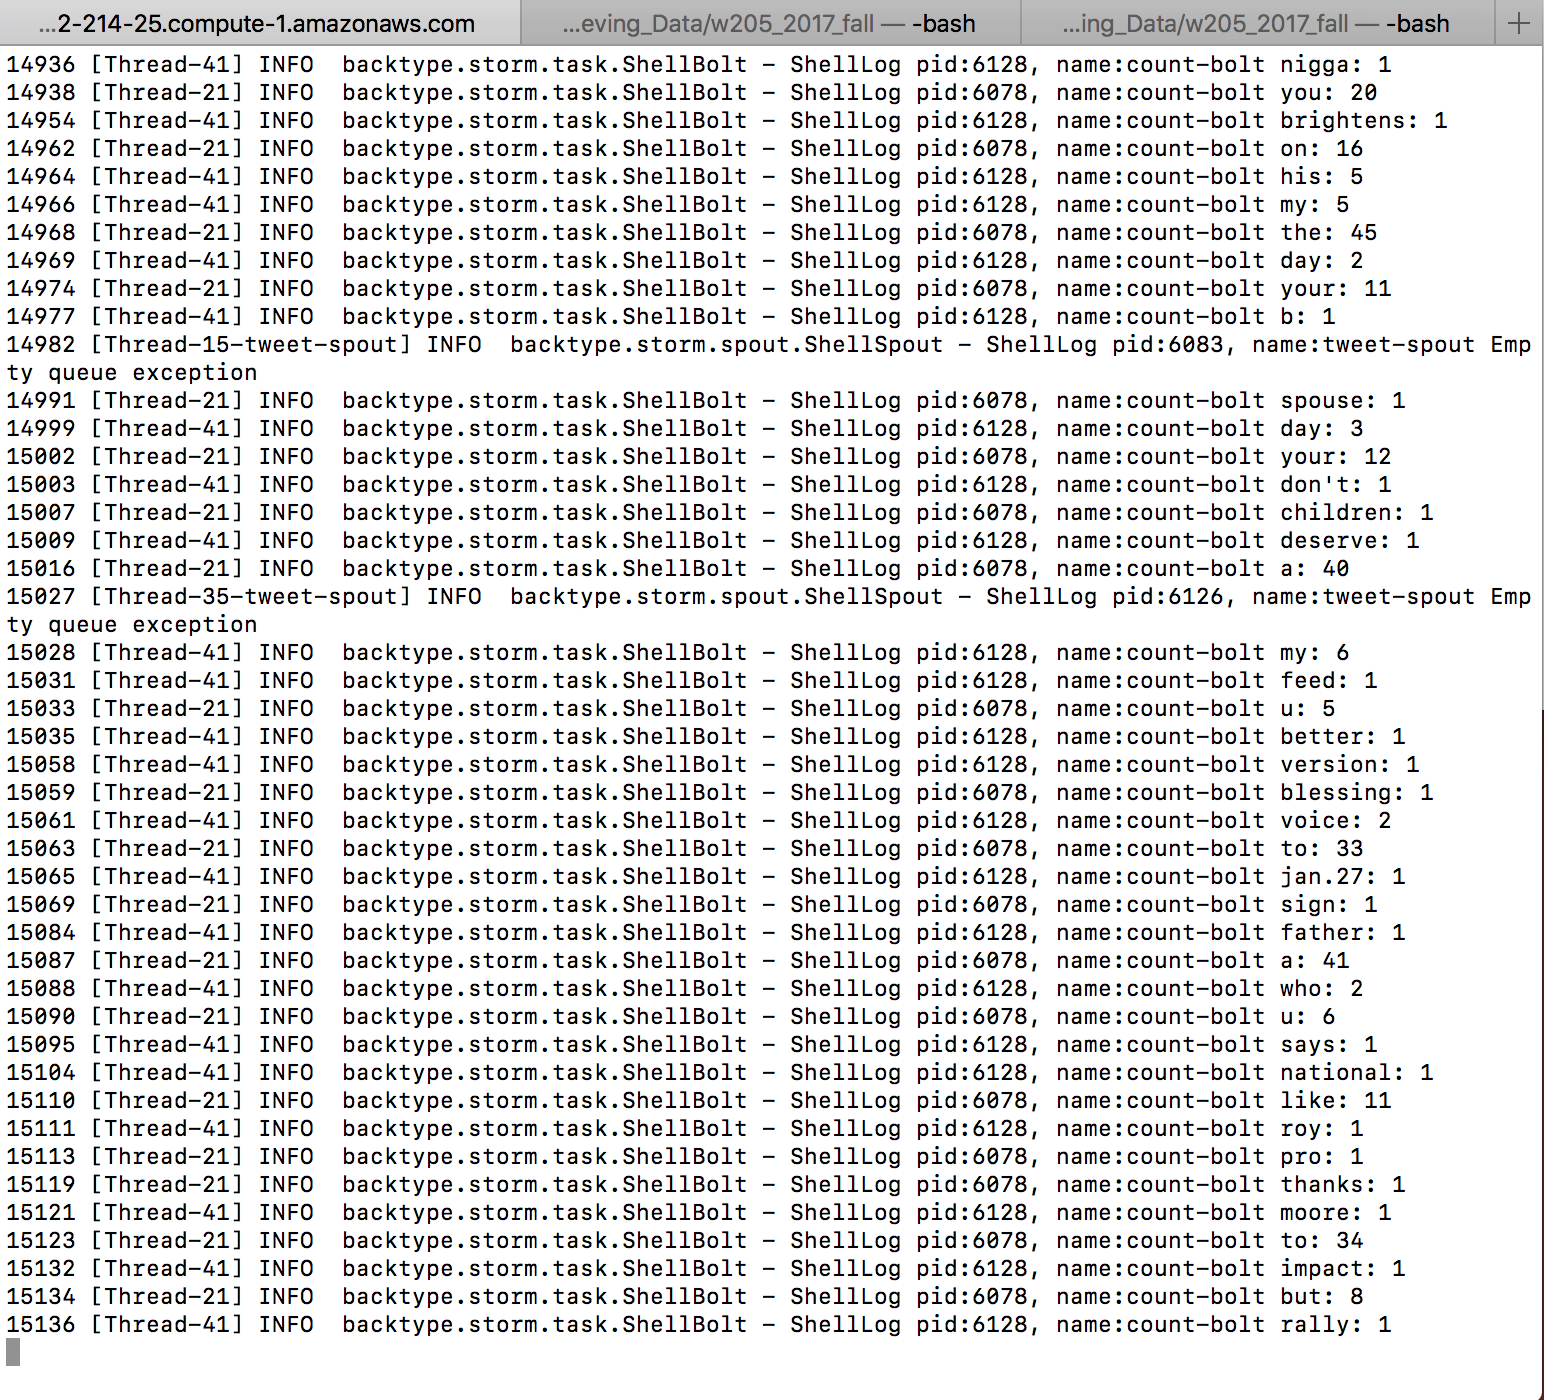 ...2-214-25.compute-1.amazonaws.com ...eving_Data/w205_2017_fall — -bash ...ing_Data/w205_2017_fall — -bash +
14936 [Thread-41] INFO  backtype.storm.task.ShellBolt - ShellLog pid:6128, name:count-bolt nigga: 1
14938 [Thread-21] INFO  backtype.storm.task.ShellBolt - ShellLog pid:6078, name:count-bolt you: 20
14954 [Thread-41] INFO  backtype.storm.task.ShellBolt - ShellLog pid:6128, name:count-bolt brightens: 1
14962 [Thread-21] INFO  backtype.storm.task.ShellBolt - ShellLog pid:6078, name:count-bolt on: 16
14964 [Thread-41] INFO  backtype.storm.task.ShellBolt - ShellLog pid:6128, name:count-bolt his: 5
14966 [Thread-41] INFO  backtype.storm.task.ShellBolt - ShellLog pid:6128, name:count-bolt my: 5
14968 [Thread-21] INFO  backtype.storm.task.ShellBolt - ShellLog pid:6078, name:count-bolt the: 45
14969 [Thread-41] INFO  backtype.storm.task.ShellBolt - ShellLog pid:6128, name:count-bolt day: 2
14974 [Thread-21] INFO  backtype.storm.task.ShellBolt - ShellLog pid:6078, name:count-bolt your: 11
14977 [Thread-41] INFO  backtype.storm.task.ShellBolt - ShellLog pid:6128, name:count-bolt b: 1
14982 [Thread-15-tweet-spout] INFO  backtype.storm.spout.ShellSpout - ShellLog pid:6083, name:tweet-spout Emp
ty queue exception
14991 [Thread-21] INFO  backtype.storm.task.ShellBolt - ShellLog pid:6078, name:count-bolt spouse: 1
14999 [Thread-41] INFO  backtype.storm.task.ShellBolt - ShellLog pid:6128, name:count-bolt day: 3
15002 [Thread-21] INFO  backtype.storm.task.ShellBolt - ShellLog pid:6078, name:count-bolt your: 12
15003 [Thread-41] INFO  backtype.storm.task.ShellBolt - ShellLog pid:6128, name:count-bolt don't: 1
15007 [Thread-21] INFO  backtype.storm.task.ShellBolt - ShellLog pid:6078, name:count-bolt children: 1
15009 [Thread-41] INFO  backtype.storm.task.ShellBolt - ShellLog pid:6128, name:count-bolt deserve: 1
15016 [Thread-21] INFO  backtype.storm.task.ShellBolt - ShellLog pid:6078, name:count-bolt a: 40
15027 [Thread-35-tweet-spout] INFO  backtype.storm.spout.ShellSpout - ShellLog pid:6126, name:tweet-spout Emp
ty queue exception
15028 [Thread-41] INFO  backtype.storm.task.ShellBolt - ShellLog pid:6128, name:count-bolt my: 6
15031 [Thread-41] INFO  backtype.storm.task.ShellBolt - ShellLog pid:6128, name:count-bolt feed: 1
15033 [Thread-21] INFO  backtype.storm.task.ShellBolt - ShellLog pid:6078, name:count-bolt u: 5
15035 [Thread-41] INFO  backtype.storm.task.ShellBolt - ShellLog pid:6128, name:count-bolt better: 1
15058 [Thread-41] INFO  backtype.storm.task.ShellBolt - ShellLog pid:6128, name:count-bolt version: 1
15059 [Thread-21] INFO  backtype.storm.task.ShellBolt - ShellLog pid:6078, name:count-bolt blessing: 1
15061 [Thread-41] INFO  backtype.storm.task.ShellBolt - ShellLog pid:6128, name:count-bolt voice: 2
15063 [Thread-21] INFO  backtype.storm.task.ShellBolt - ShellLog pid:6078, name:count-bolt to: 33
15065 [Thread-41] INFO  backtype.storm.task.ShellBolt - ShellLog pid:6128, name:count-bolt jan.27: 1
15069 [Thread-21] INFO  backtype.storm.task.ShellBolt - ShellLog pid:6078, name:count-bolt sign: 1
15084 [Thread-41] INFO  backtype.storm.task.ShellBolt - ShellLog pid:6128, name:count-bolt father: 1
15087 [Thread-21] INFO  backtype.storm.task.ShellBolt - ShellLog pid:6078, name:count-bolt a: 41
15088 [Thread-41] INFO  backtype.storm.task.ShellBolt - ShellLog pid:6128, name:count-bolt who: 2
15090 [Thread-21] INFO  backtype.storm.task.ShellBolt - ShellLog pid:6078, name:count-bolt u: 6
15095 [Thread-41] INFO  backtype.storm.task.ShellBolt - ShellLog pid:6128, name:count-bolt says: 1
15104 [Thread-41] INFO  backtype.storm.task.ShellBolt - ShellLog pid:6128, name:count-bolt national: 1
15110 [Thread-21] INFO  backtype.storm.task.ShellBolt - ShellLog pid:6078, name:count-bolt like: 11
15111 [Thread-41] INFO  backtype.storm.task.ShellBolt - ShellLog pid:6128, name:count-bolt roy: 1
15113 [Thread-21] INFO  backtype.storm.task.ShellBolt - ShellLog pid:6078, name:count-bolt pro: 1
15119 [Thread-21] INFO  backtype.storm.task.ShellBolt - ShellLog pid:6078, name:count-bolt thanks: 1
15121 [Thread-41] INFO  backtype.storm.task.ShellBolt - ShellLog pid:6128, name:count-bolt moore: 1
15123 [Thread-21] INFO  backtype.storm.task.ShellBolt - ShellLog pid:6078, name:count-bolt to: 34
15132 [Thread-41] INFO  backtype.storm.task.ShellBolt - ShellLog pid:6128, name:count-bolt impact: 1
15134 [Thread-21] INFO  backtype.storm.task.ShellBolt - ShellLog pid:6078, name:count-bolt but: 8
15136 [Thread-41] INFO  backtype.storm.task.ShellBolt - ShellLog pid:6128, name:count-bolt rally: 1